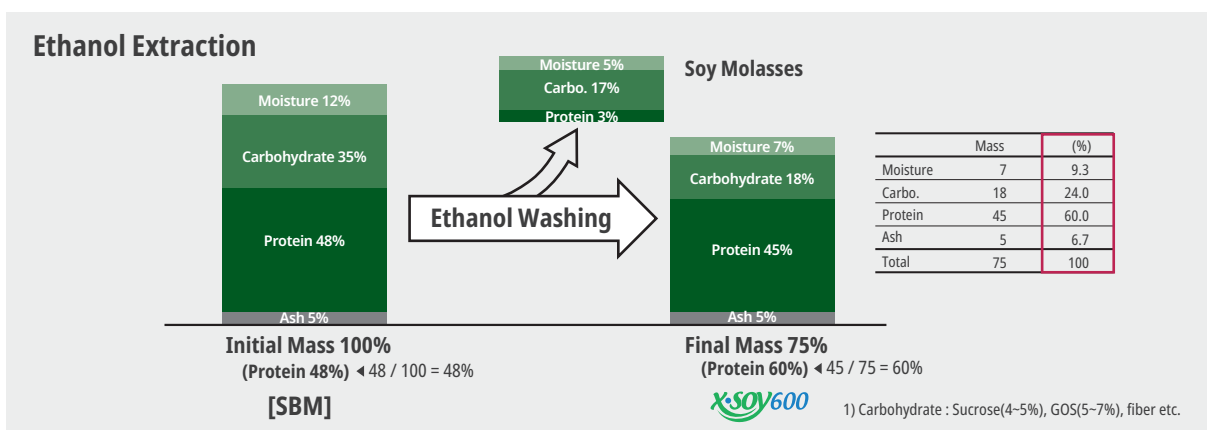 Ethanol Extraction
Moisture 12%
Carbohydrate 35%
Protein 48%
Ash 5%
Initial Mass 100%
(Protein 48%) ◀ 48 / 100 = 48%
[SBM]
Moisture 5%
Carbo. 17%
Protein 3%
Soy Molasses
Ethanol Washing
Moisture 7%
Carbohydrate 18%
Protein 45%
Ash 5%
Final Mass 75%
(Protein 60%) ◀ 45 / 75 = 60%
X·SOY600
Mass (%)
Moisture 7 9.3
Carbo. 18 24.0
Protein 45 60.0
Ash 5 6.7
Total 75 100
1) Carbohydrate : Sucrose(4~5%), GOS(5~7%), fiber etc.